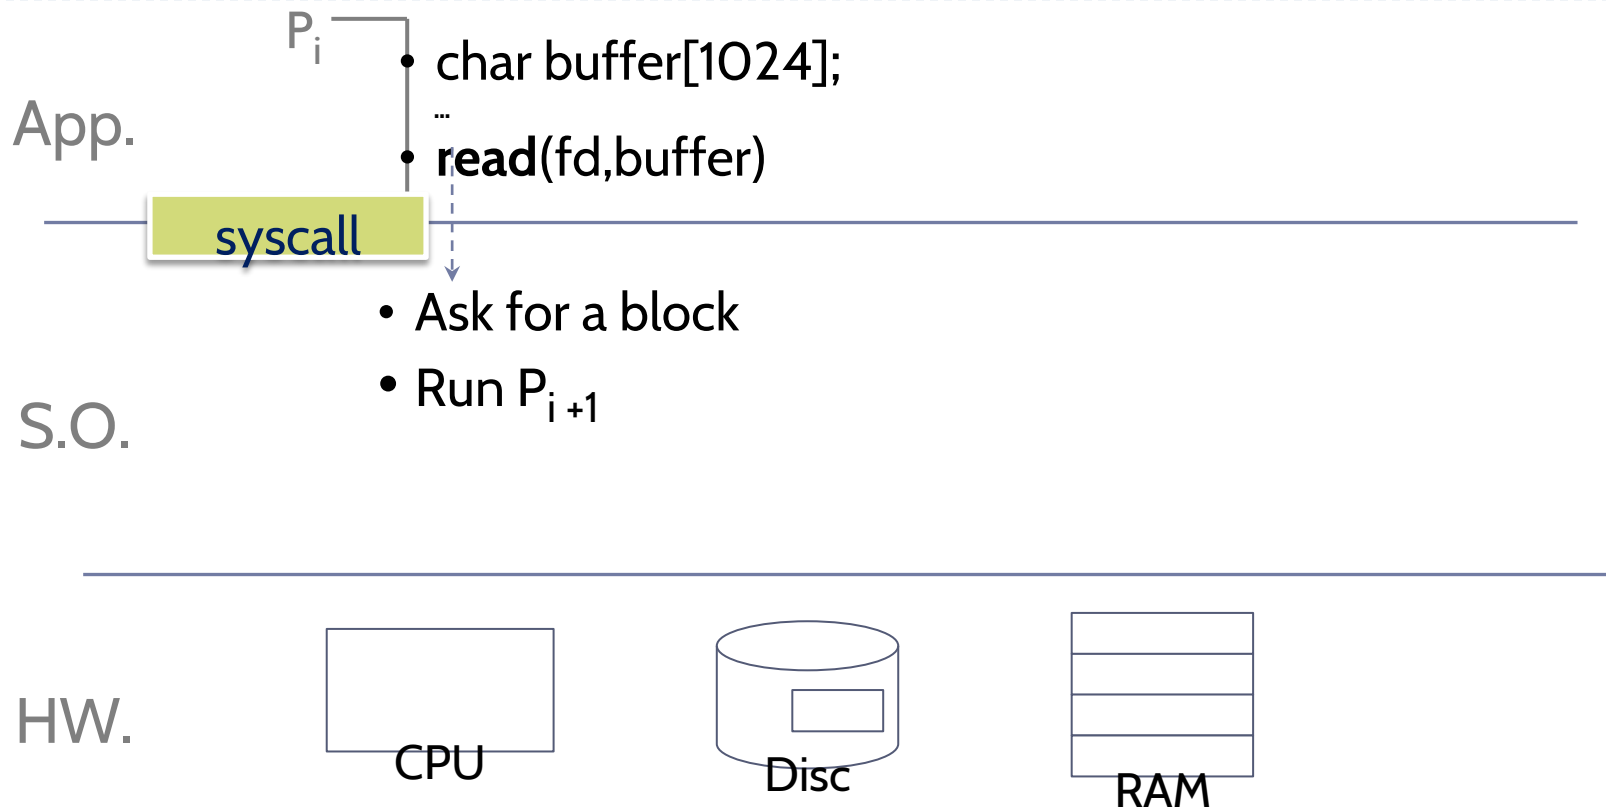 Pi
• char buffer[1024];
...
App.
• read(fd,buffer)
syscall
• Ask for a block
• Run Pi +1
S.O.
HW.
CPU
Disc
RAM